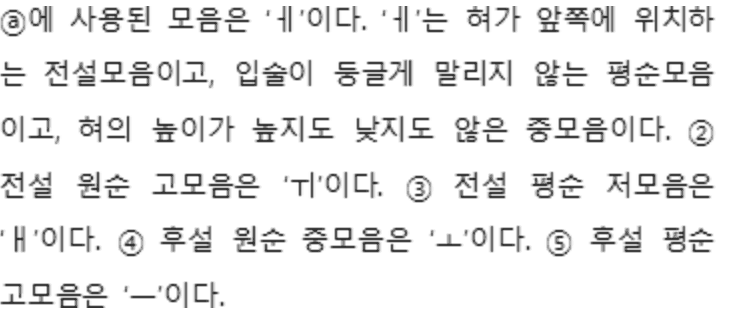 ⓐ에 사용된 모음은 ‘ㅔ’이다. ‘ㅔ’는 혀가 앞쪽에 위치하
는 전설모음이고, 입술이 둥글게 말리지 않는 평순모음
이고, 혀의 높이가 높지도 낮지도 않은 중모음이다. ②
전설 원순 고모음은 ‘ㅜㅣ’이다. ③ 전설 평순 저모음은
‘ㅐ’이다. ④ 후설 원순 중모음은 ‘ㅗ’이다. ⑤ 후설 평순
고모음은 ‘ㅡ’이다.